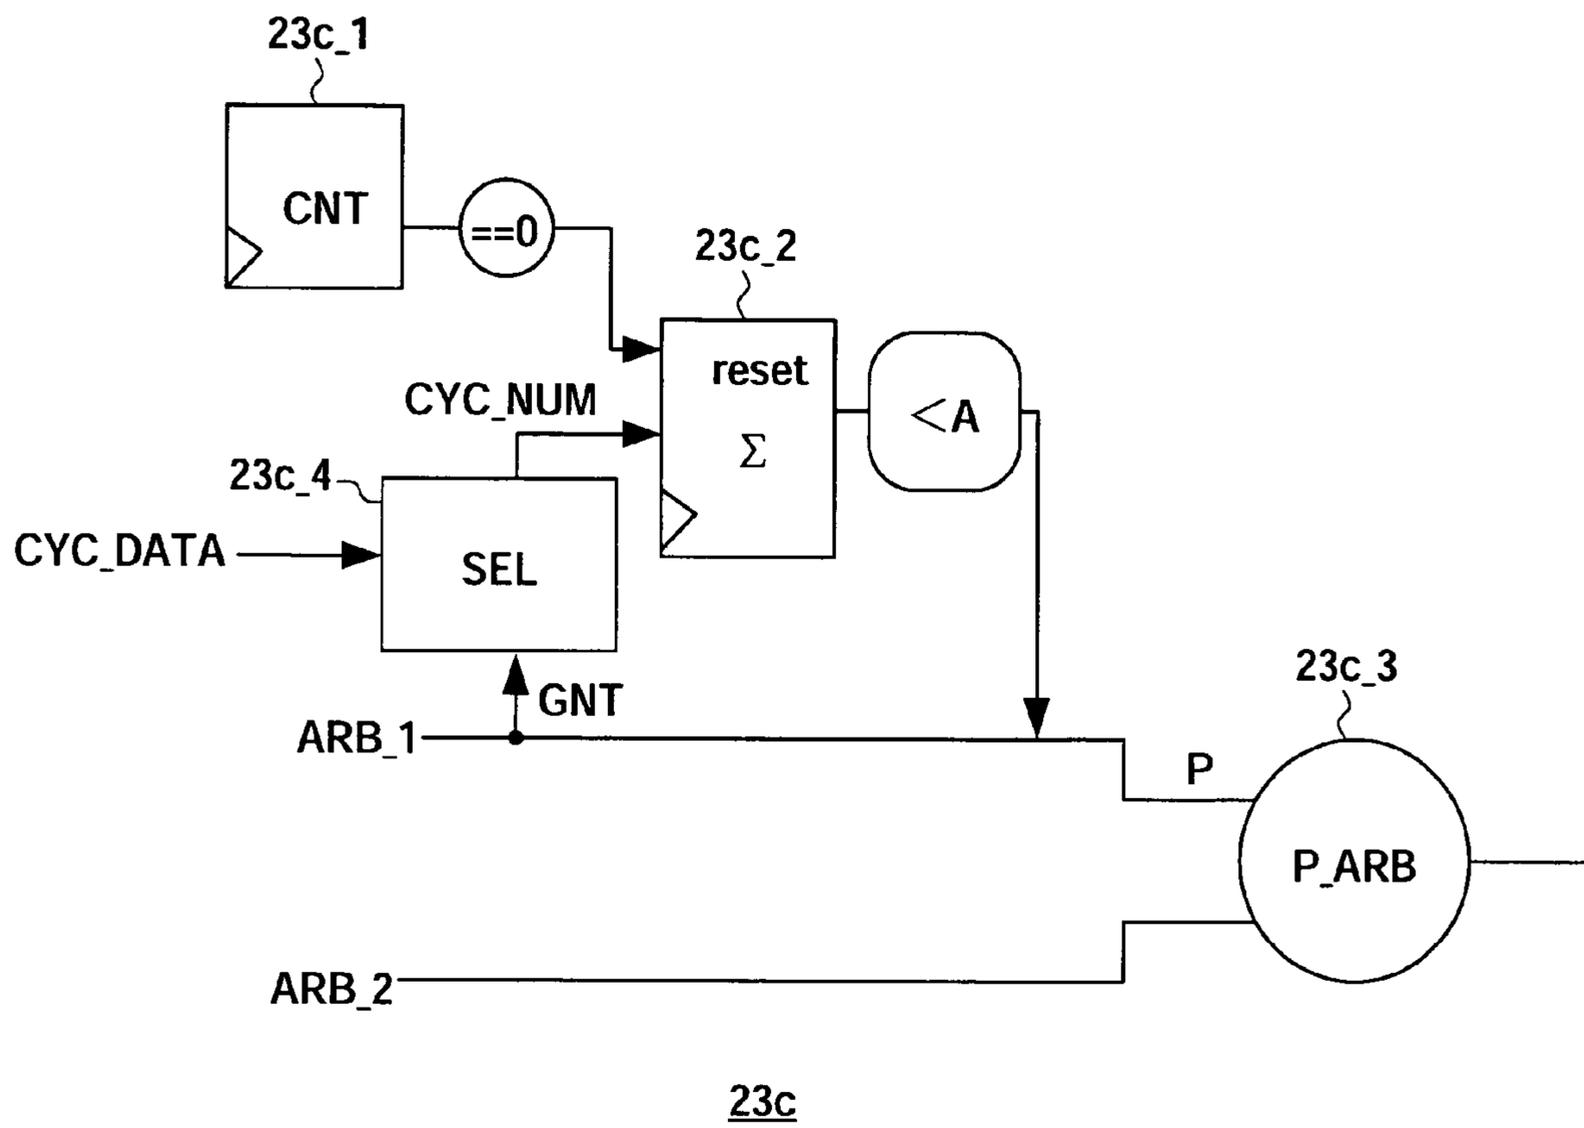 23c_1
CNT
==0
23c_2
reset
Σ
<A
CYC_NUM
23c_4
CYC_DATA
SEL
GNT
ARB_1
23c_3
P
P_ARB
ARB_2
23c